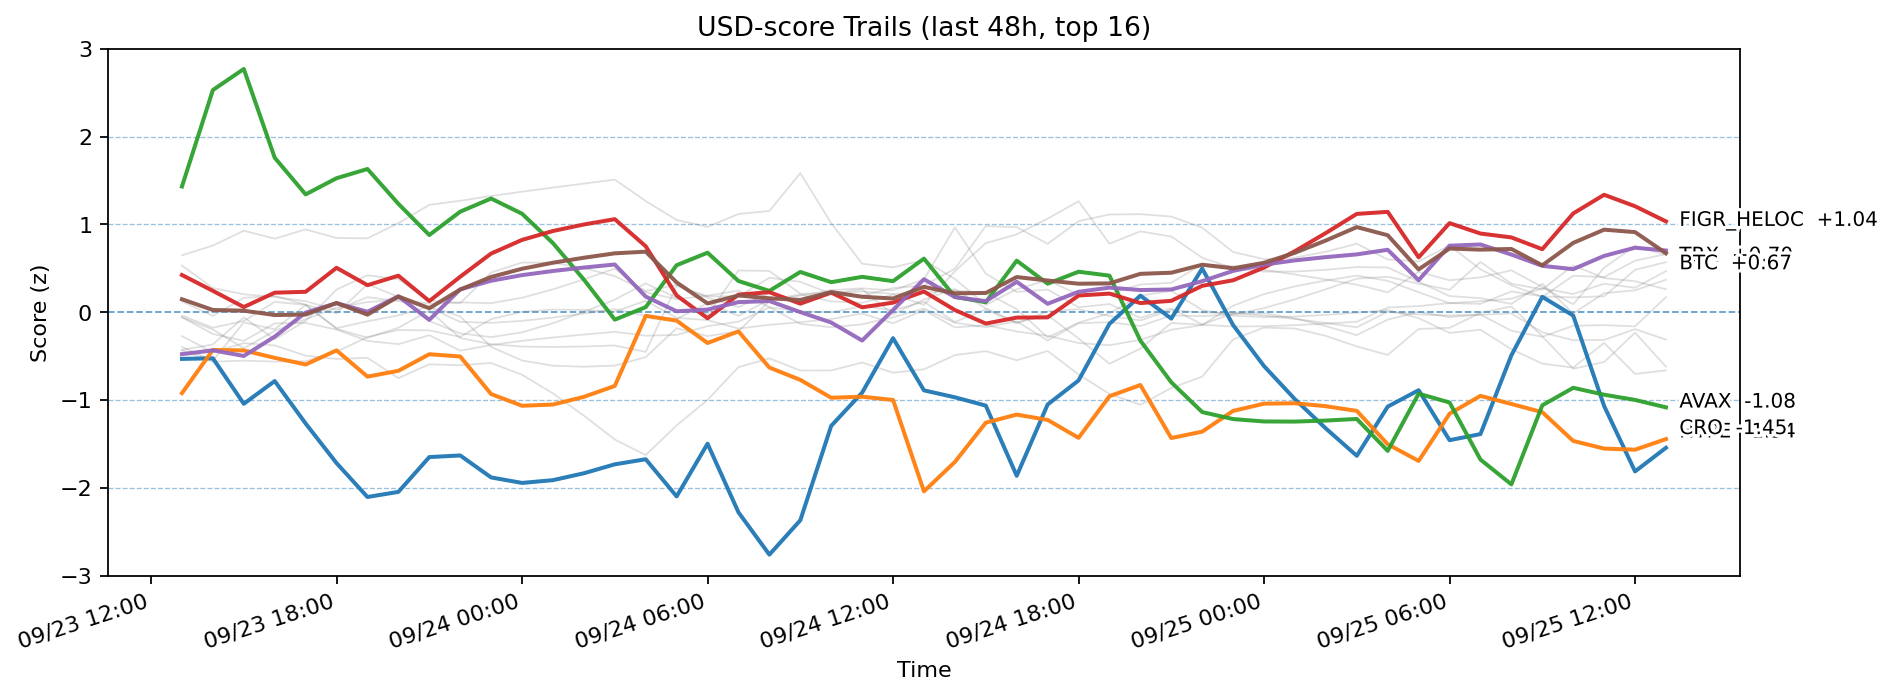 USD-score Trails (last 48h, top 16)
Score (z)
3
2
1
0
−1
−2
−3
FIGR_HELOC +1.04
BTC +0.67
AVAX -1.08
CRO -1.45
09/23 12:00
09/23 18:00
09/24 00:00
09/24 06:00
09/24 12:00
09/24 18:00
09/25 00:00
09/25 06:00
09/25 12:00
Time